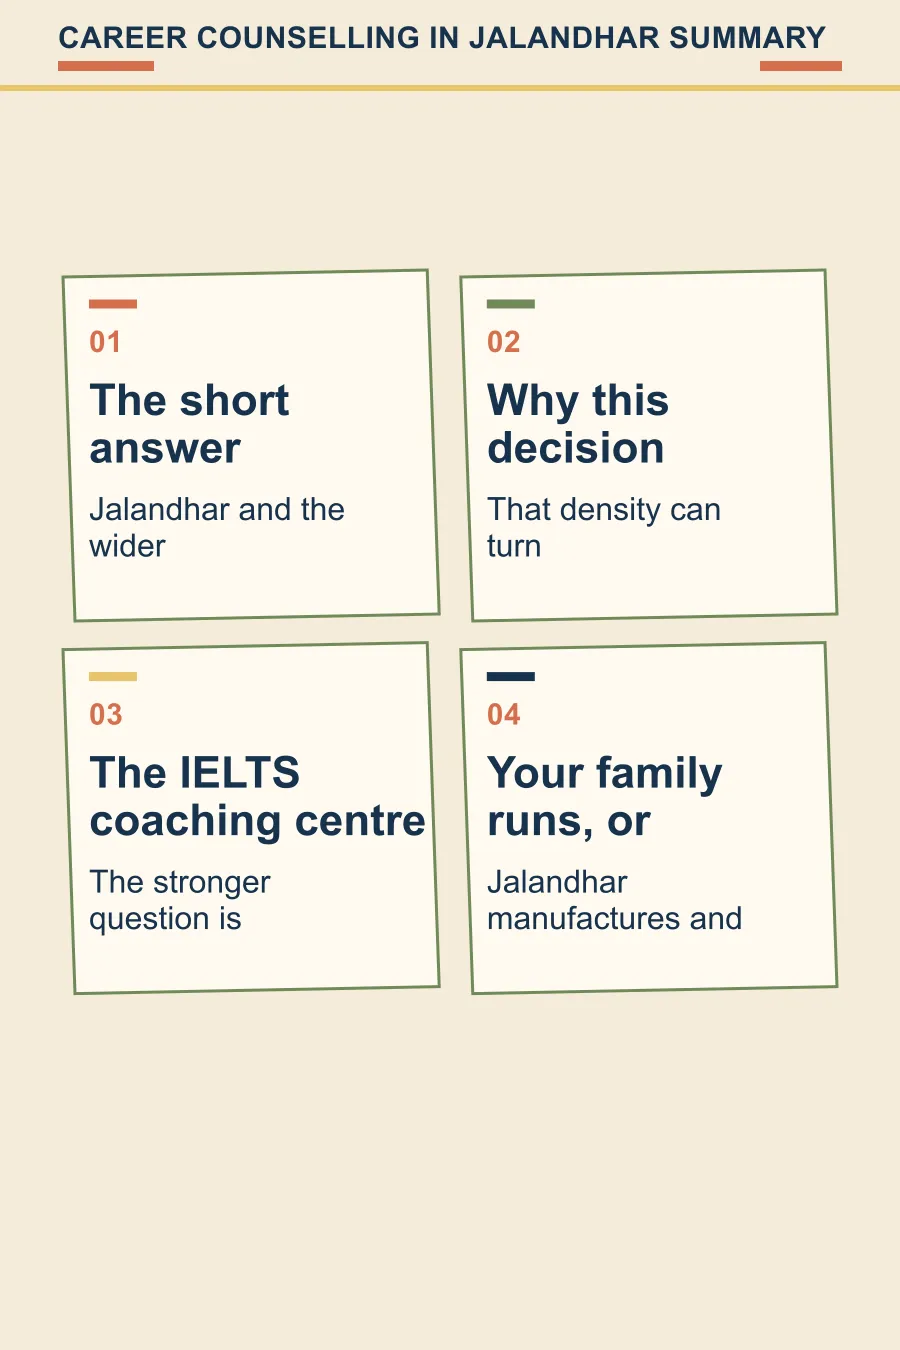 CAREER COUNSELLING IN JALANDHAR SUMMARY
01
The short
answer
Jalandhar and the
wider
02
Why this
decision
That density can
turn
03
The IELTS
coaching centre
The stronger
question is
04
Your family
runs, or
Jalandhar
manufactures and